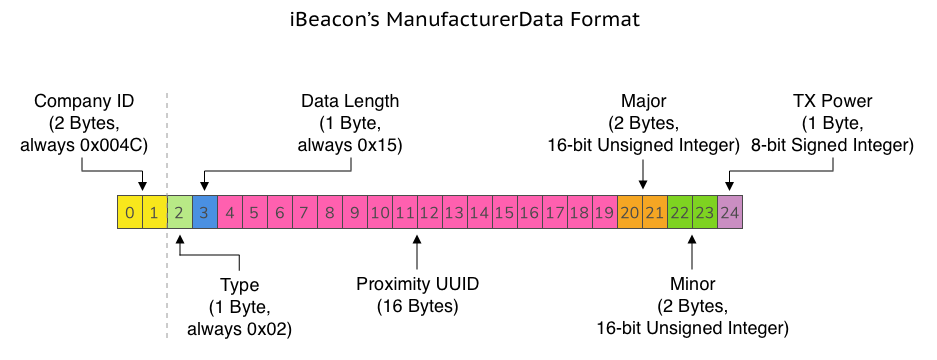 iBeacon's ManufacturerData Format
Company ID
(2 Bytes,
always 0x004C)
Data Length
(1 Byte,
always 0x15)
Major
(2 Bytes,
16-bit Unsigned Integer)
TX Power
(1 Byte,
8-bit Signed Integer)
0 1 2 3 4 5 6 7 8 9 10 11 12 13 14 15 16 17 18 19 20 21 22 23 24
Type
(1 Byte,
always 0x02)
Proximity UUID
(16 Bytes)
Minor
(2 Bytes,
16-bit Unsigned Integer)